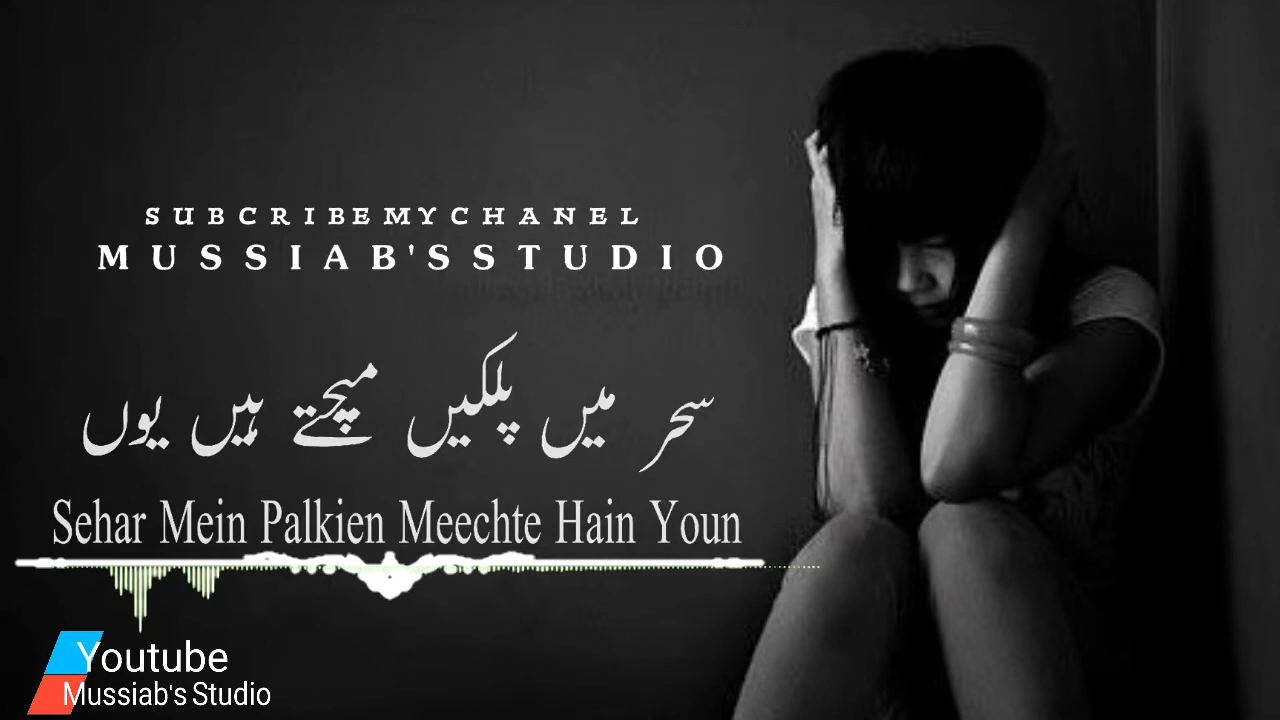 SUBCRIBEMYCHANEL
MUSSIAB'SSTUDIO
سحر میں پلکیں میچتے ہیں یوں
Sehar Mein Palkien Meechte Hain Youn
Youtube
Mussiab's Studio